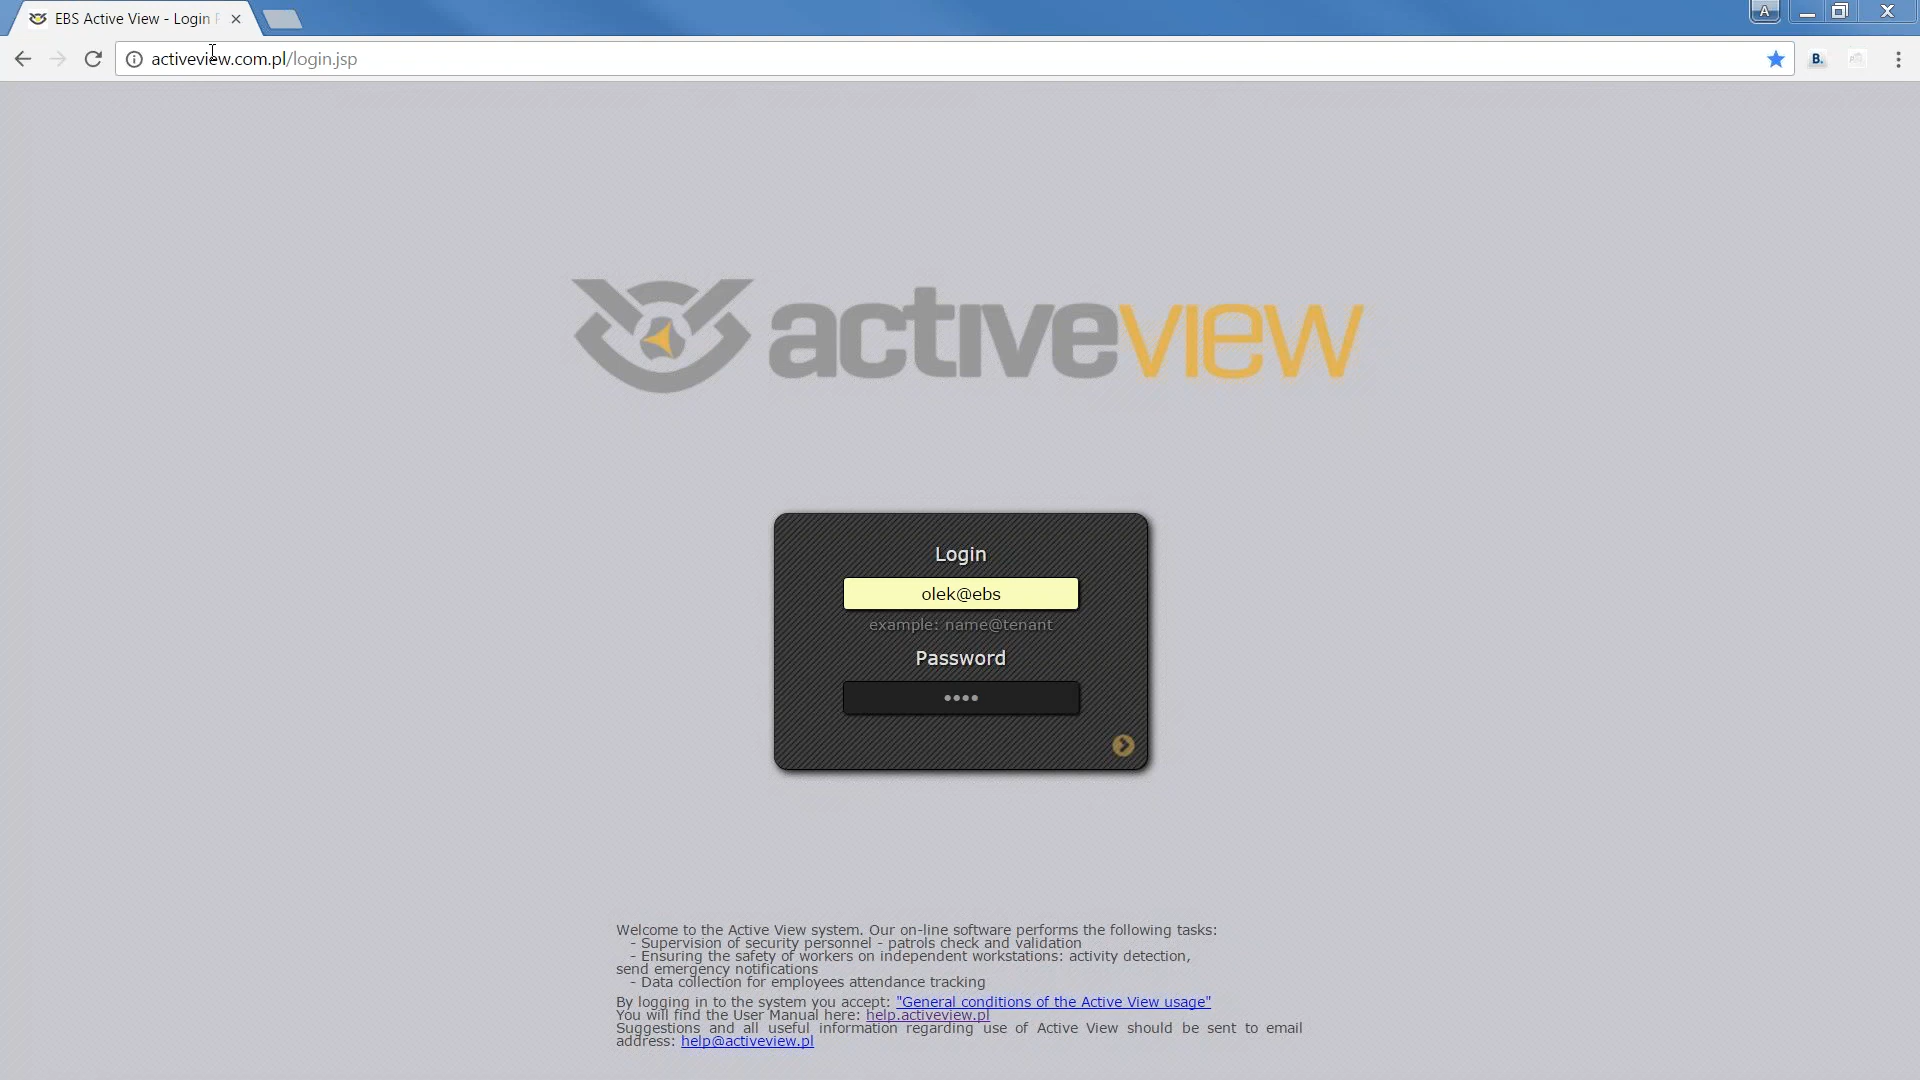 EBS Active View - Login
activeview.com.pl/login.jsp
A
B.
activeview
Login
olek@ebs
example: name@tenant
Password
••••
Welcome to the Active View system. Our on-line software performs the following tasks:
- Supervision of security personnel - patrols check and validation
- Ensuring the safety of workers on independent workstations: activity detection,
send emergency notifications
- Data collection for employees attendance tracking
By logging in to the system you accept: "General conditions of the Active View usage"
You will find the User Manual here: help.activeview.pl
Suggestions and all useful information regarding use of Active View should be sent to email
address: help@activeview.pl